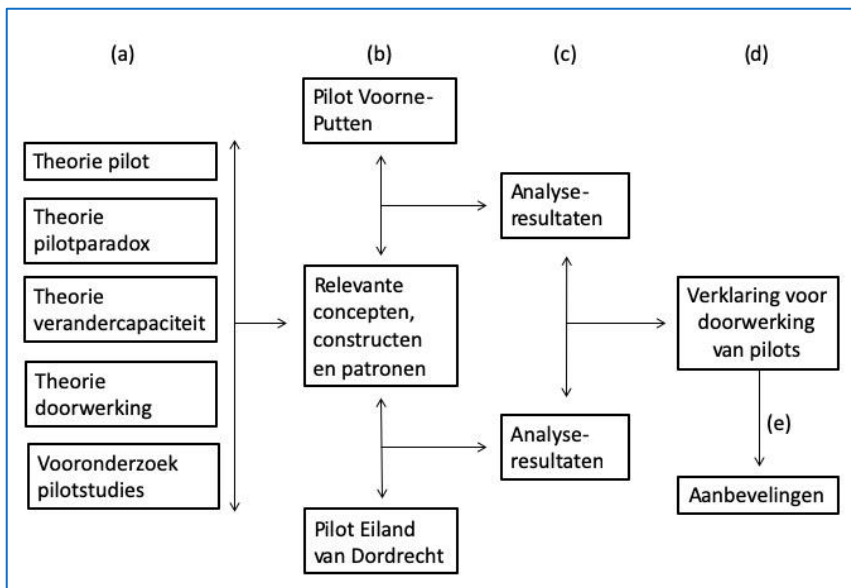 (a)
(b)
(c)
(d)
Theorie pilot
Theorie
pilotparadox
Theorie
verandercapaciteit
Theorie
doorwerking
Vooronderzoek
pilotstudies
Pilot Voorne-
Putten
Relevante
concepten,
constructen
en patronen
Pilot Eiland
van Dordrecht
Analyse-
resultaten
Analyse-
resultaten
Verklaring voor
doorwerking
van pilots
(e)
Aanbevelingen